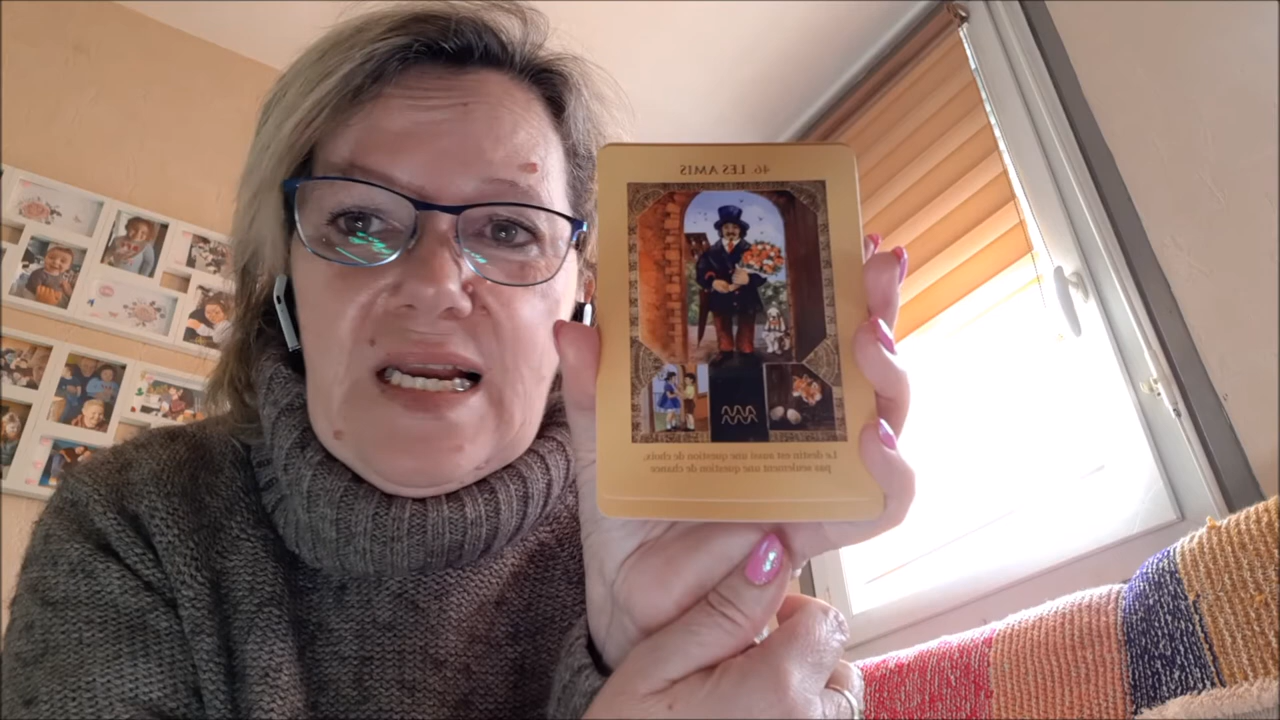 46. LES AMIS
Le destin est aussi une question de choix,
pas seulement une question de chance